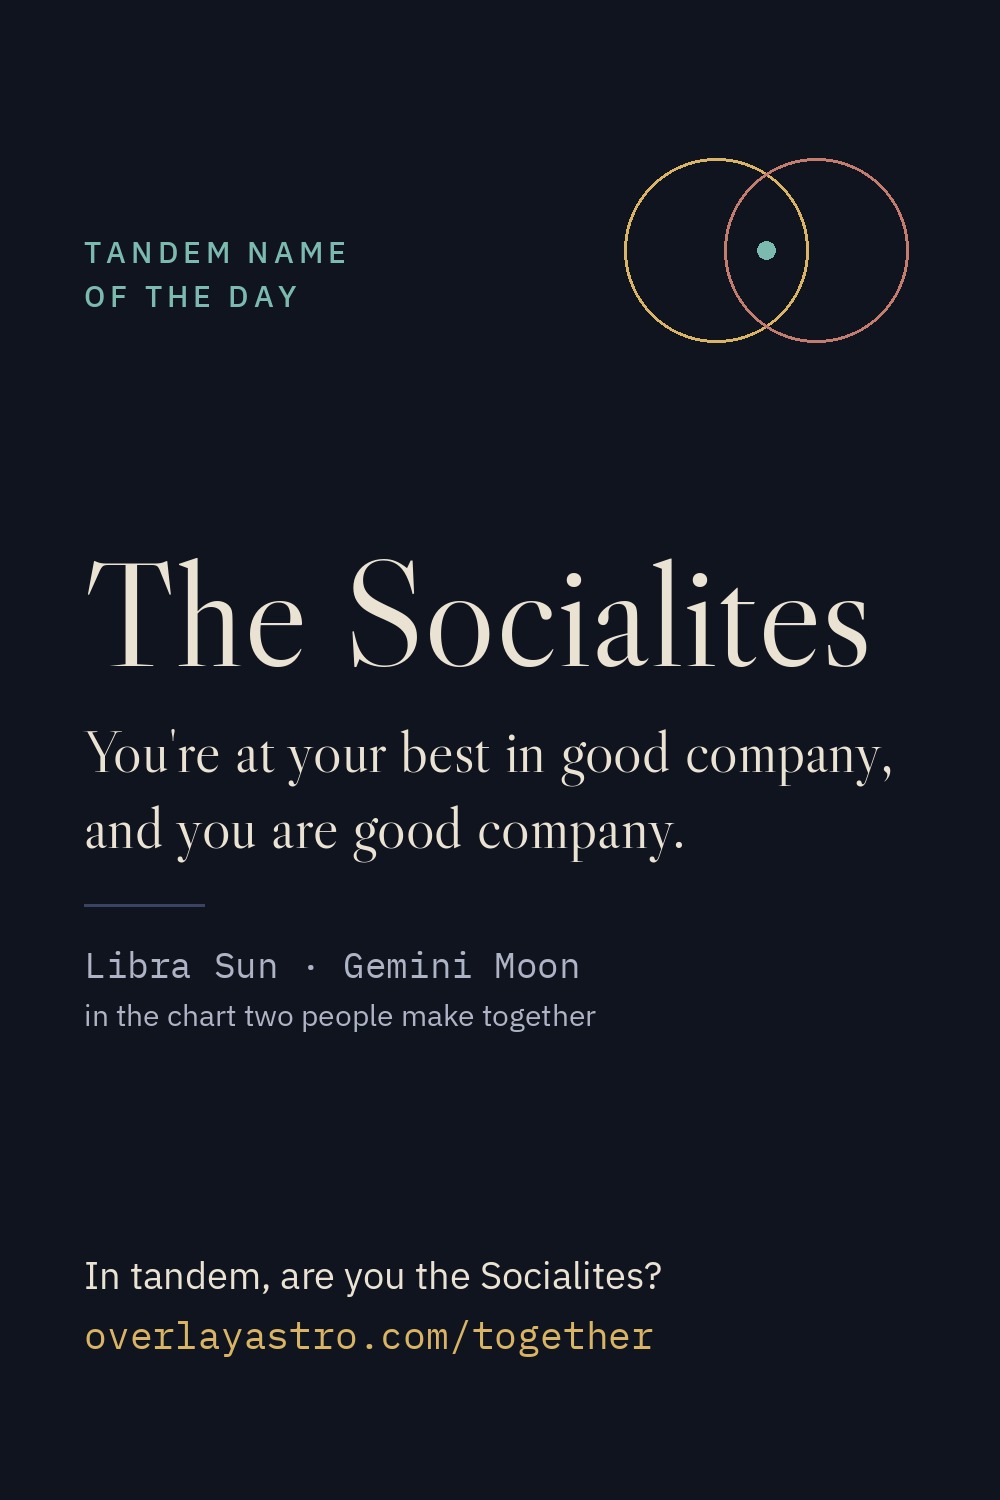 TANDEM NAME
OF THE DAY
The Socialites
You're at your best in good company,
and you are good company.
Libra Sun · Gemini Moon
in the chart two people make together
In tandem, are you the Socialites?
overlayastro.com/together